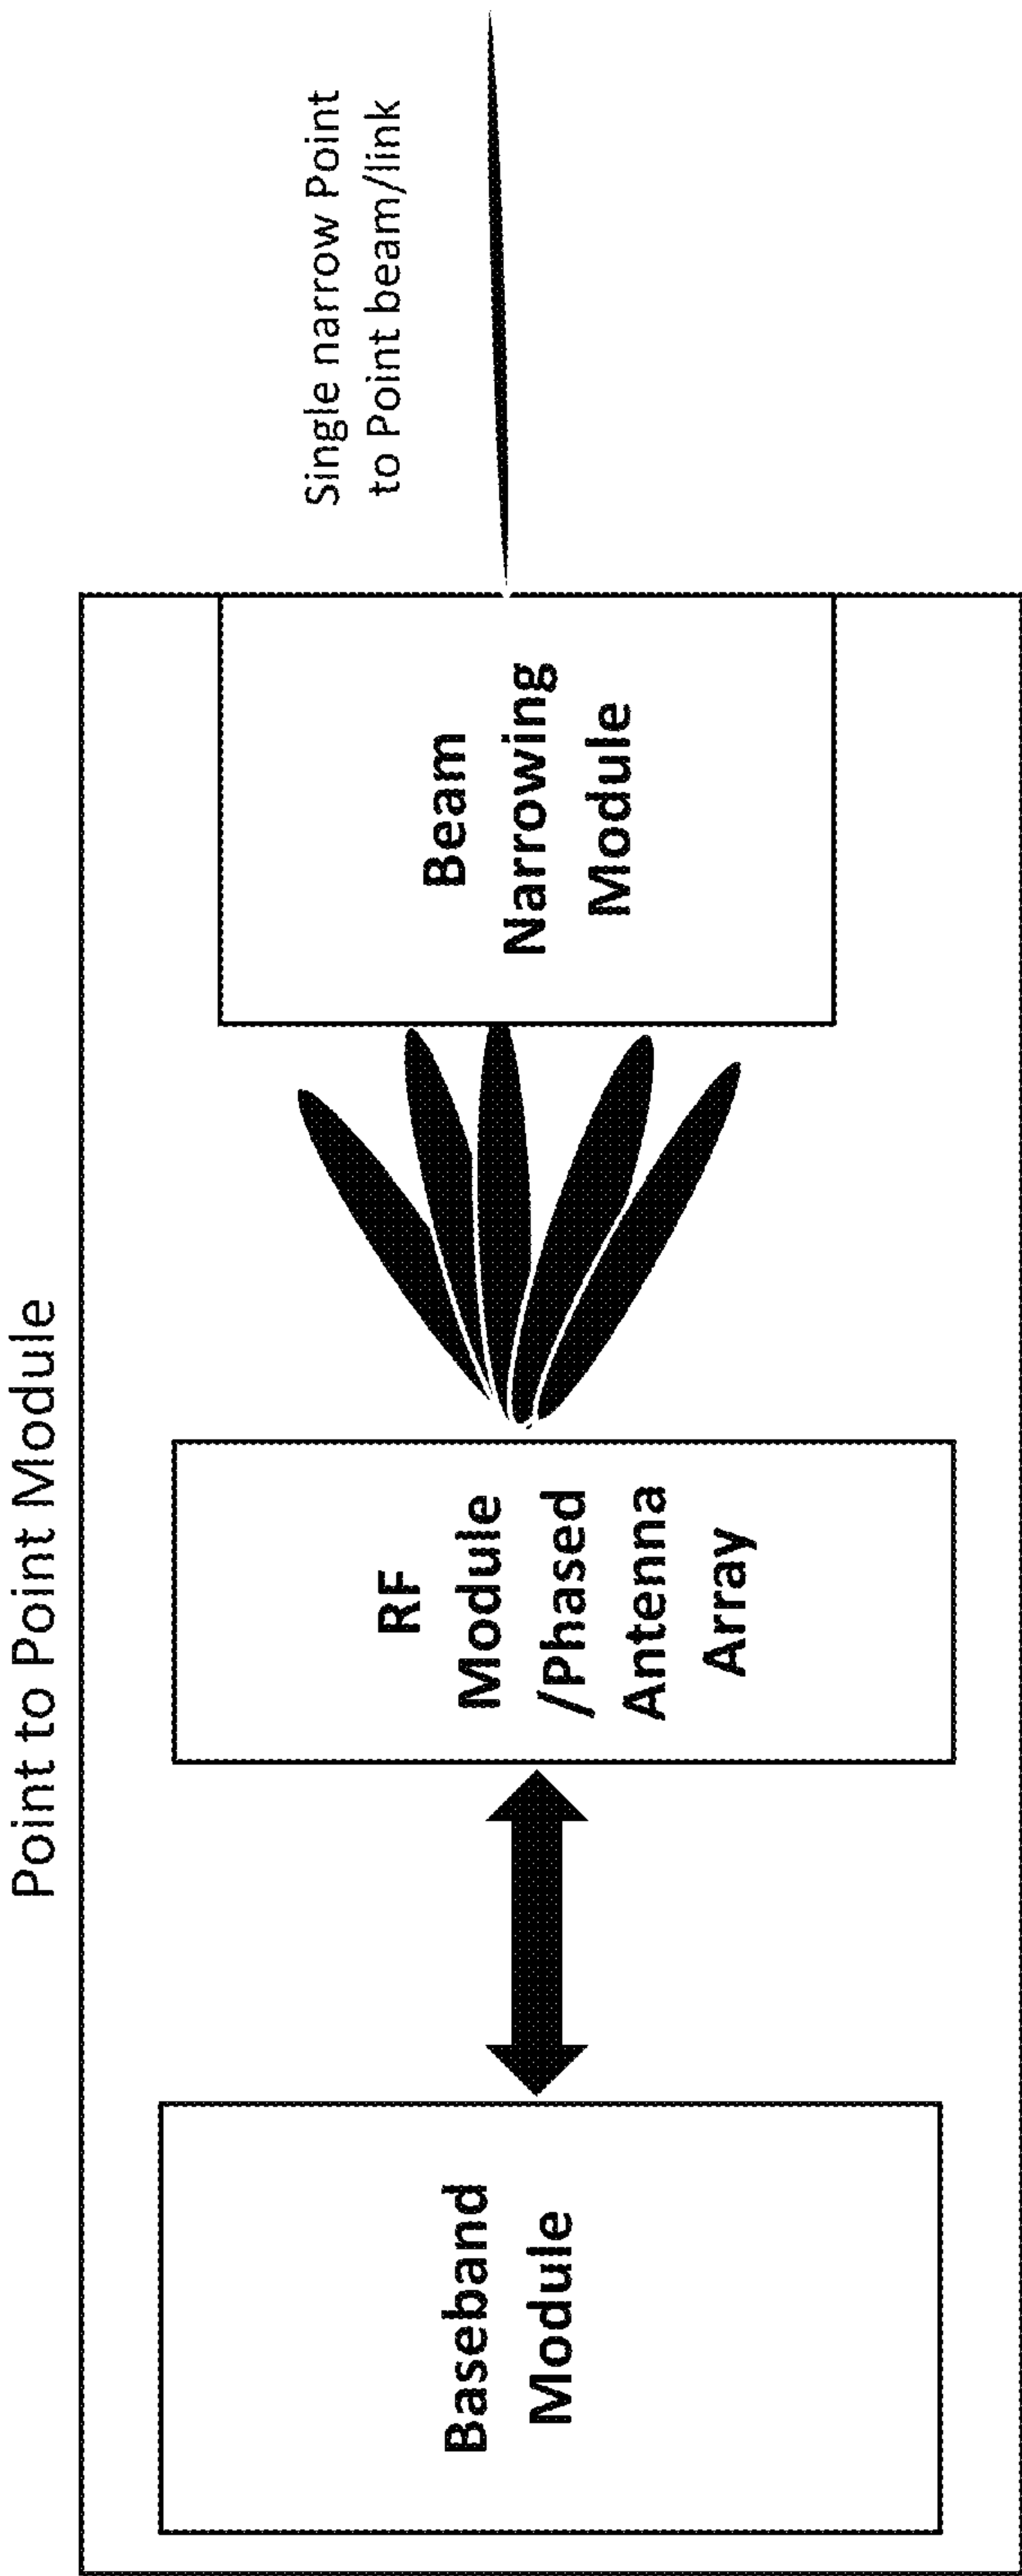 Point to Point Module
Baseband
Module
RF
Module
/Phased
Antenna
Array
Beam
Narrowing
Module
Single narrow Point
to Point beam/link